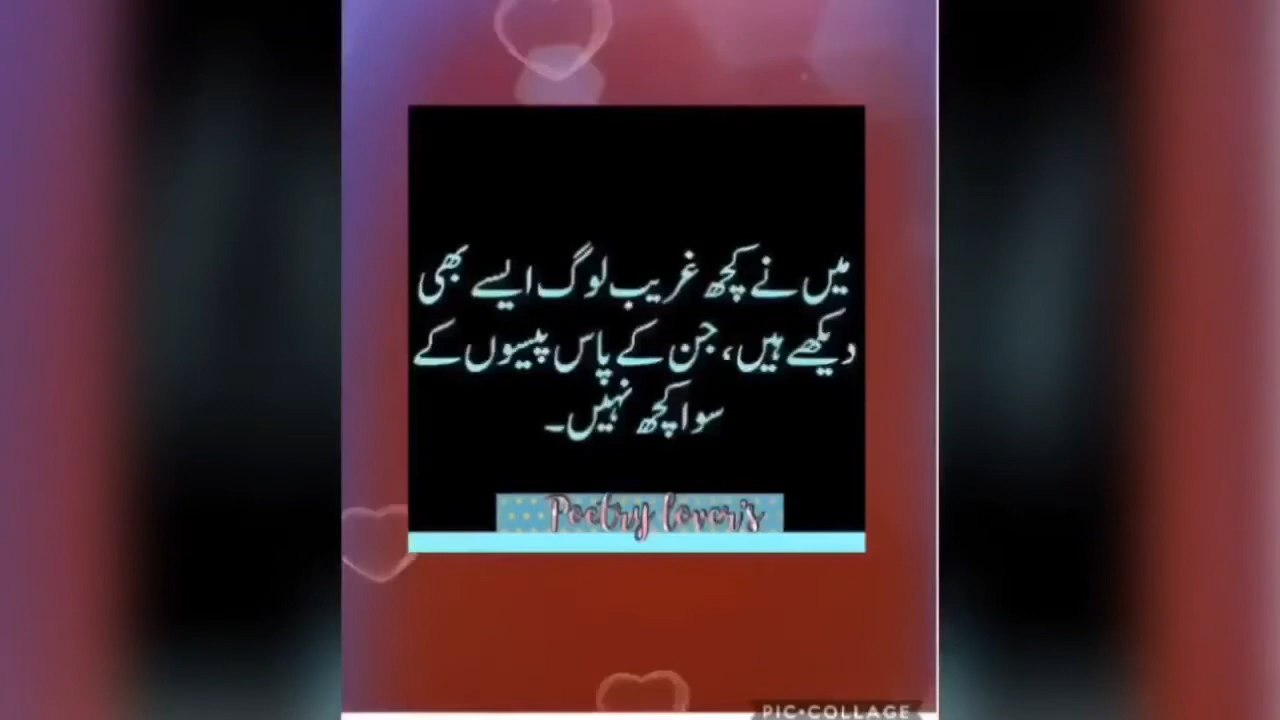 میں نے کچھ غریب لوگ ایسے بھی
دیکھے ہیں، جن کے پاس پیسوں کے
سوا کچھ نہیں۔
Poetry lover's
PIC•COLLAGE